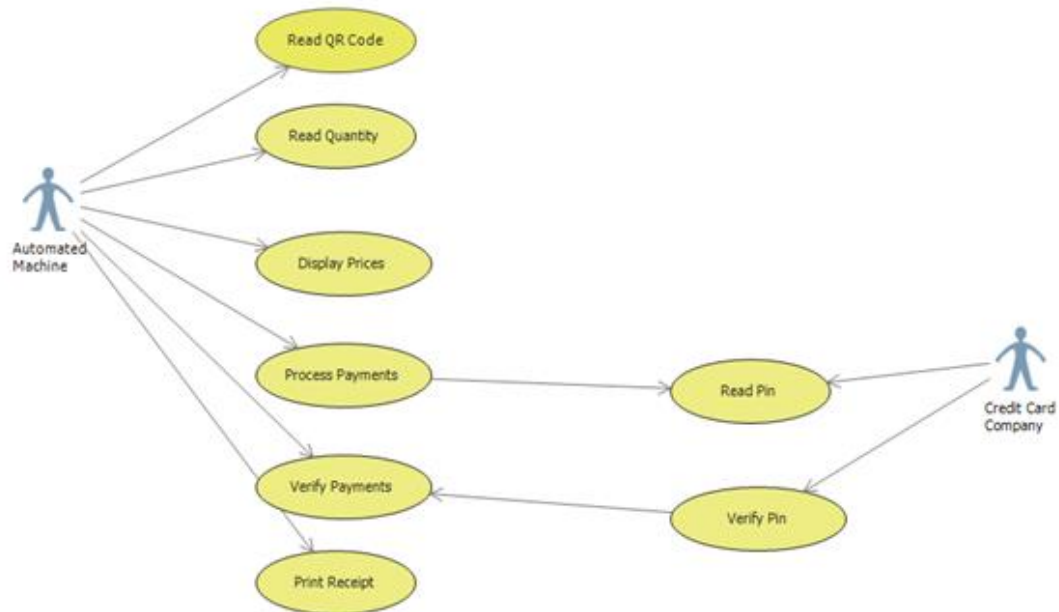 Read QR Code
Read Quantity
Automated
Machine
Display Prices
Process Payments
Read Pin
Credit Card
Company
Verify Payments
Verify Pin
Print Receipt